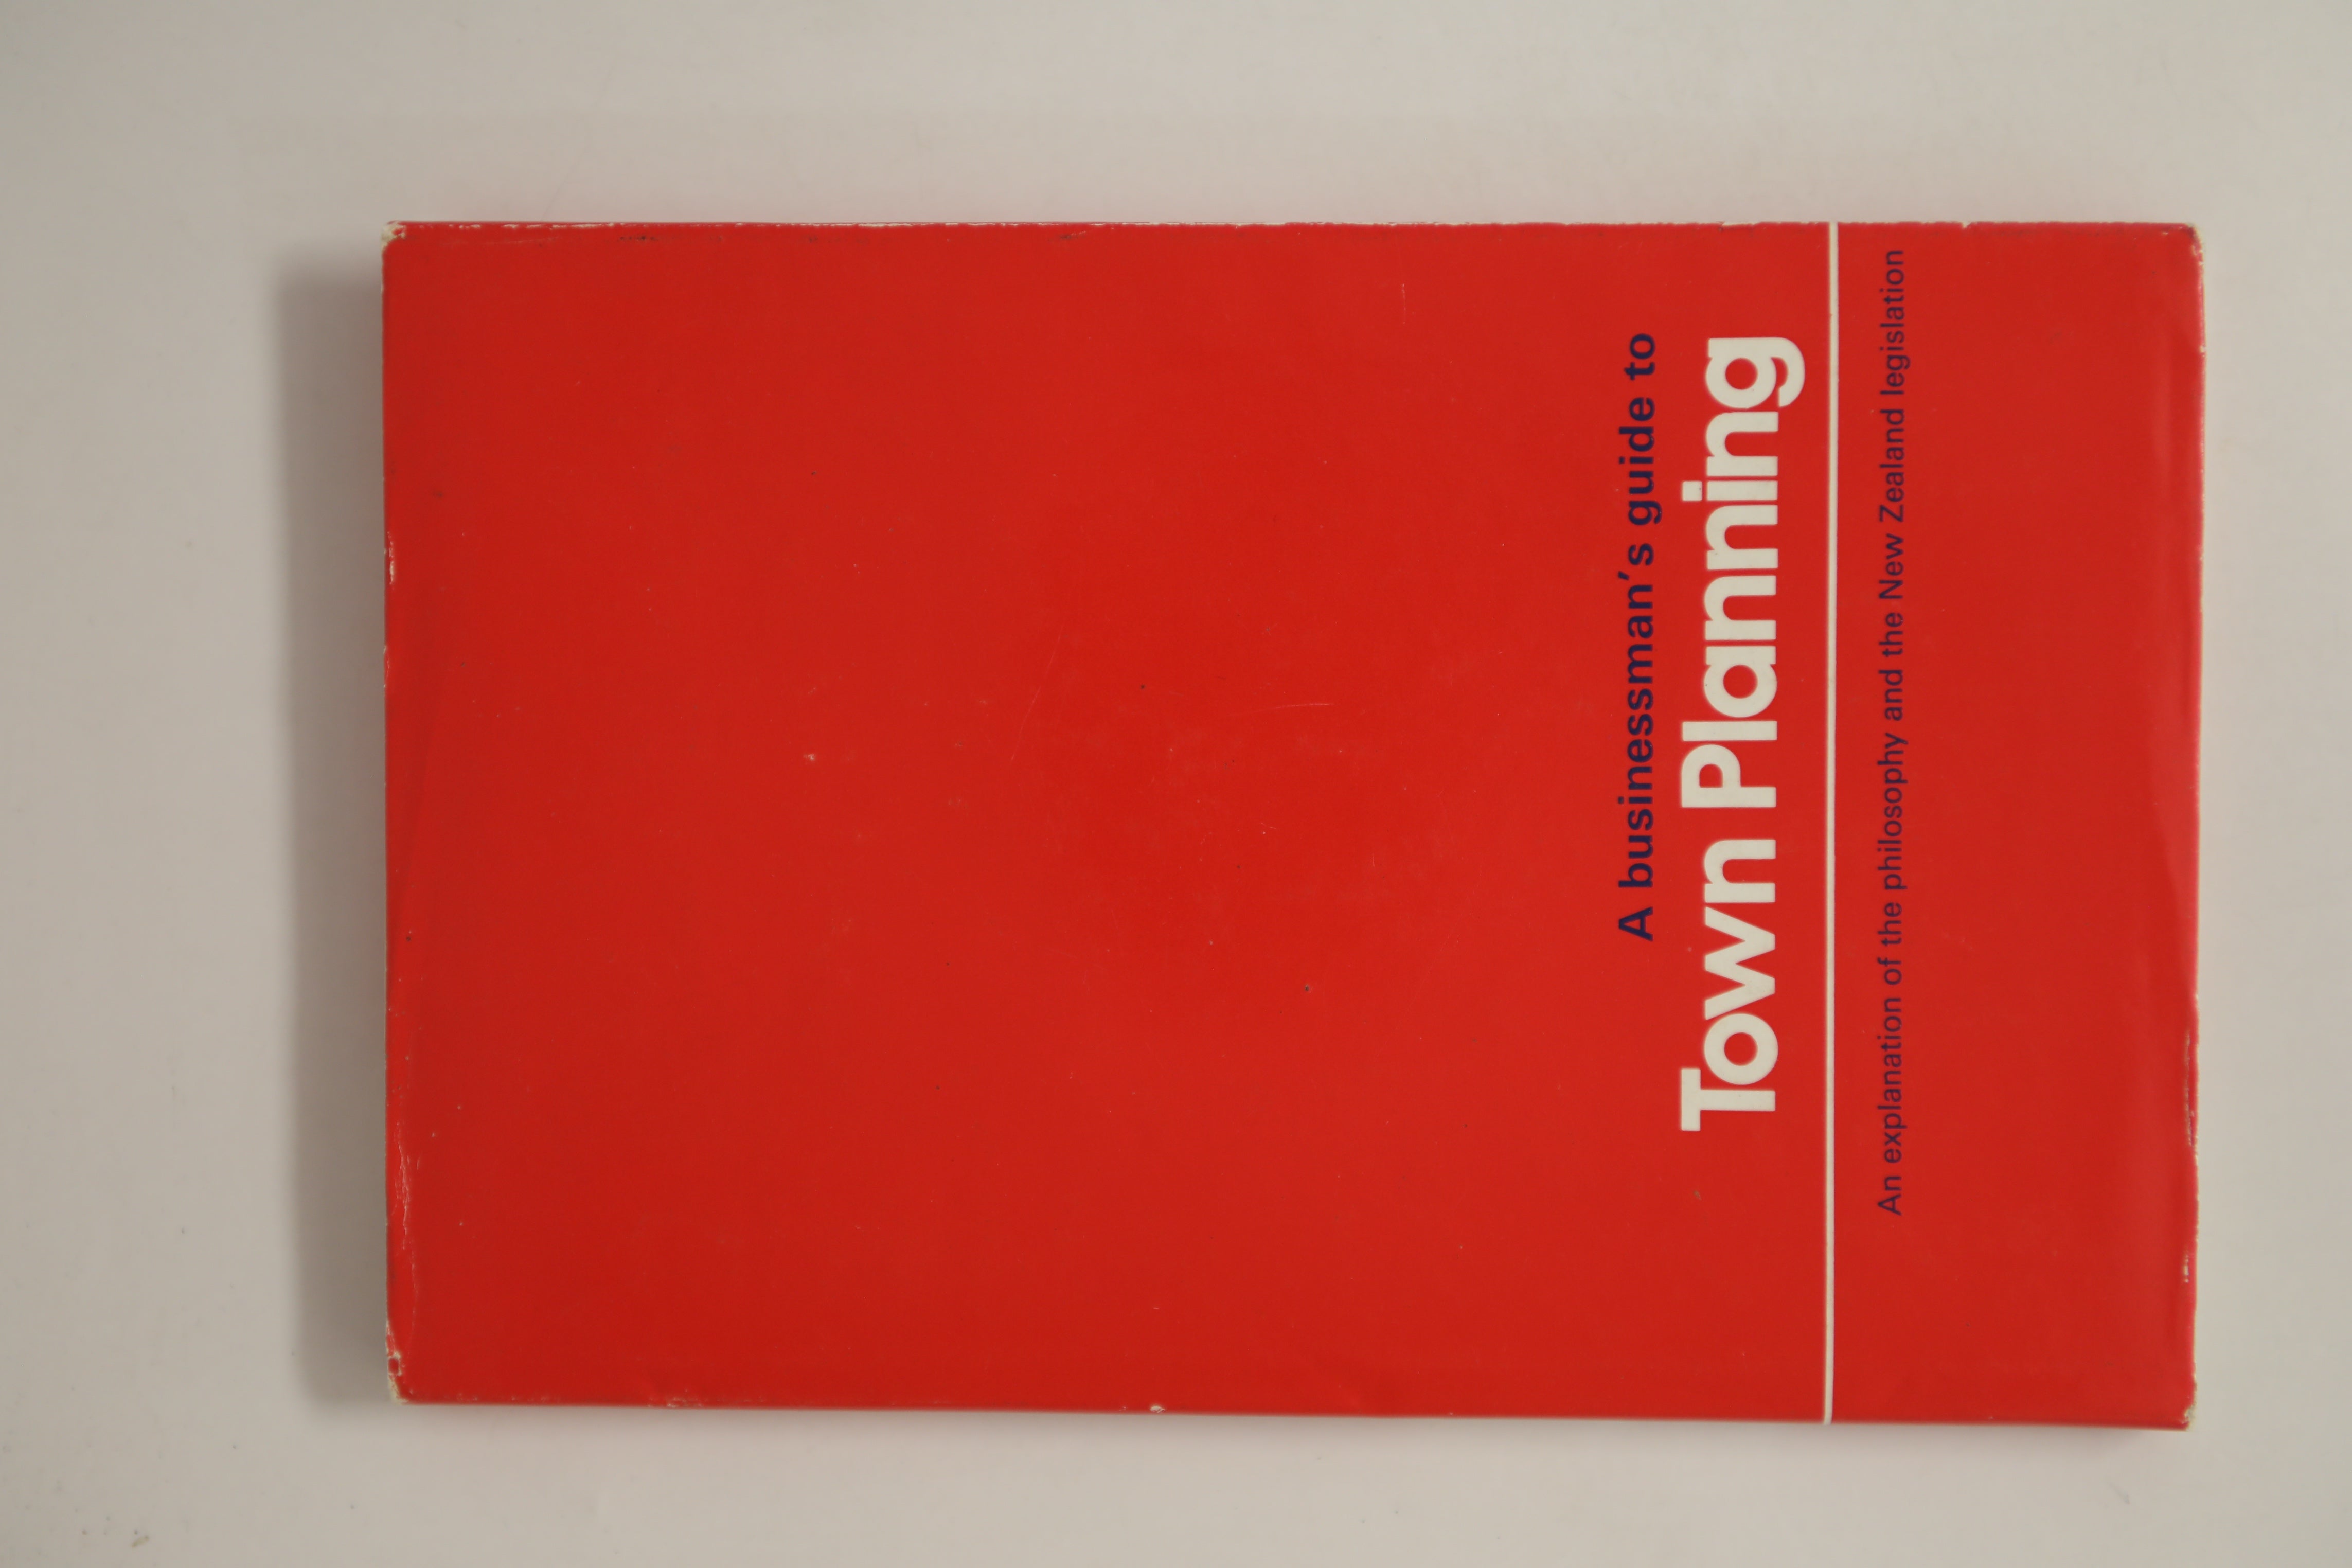 A businessman's guide to
Town Planning
An explanation of the philosophy and the New Zealand legislation